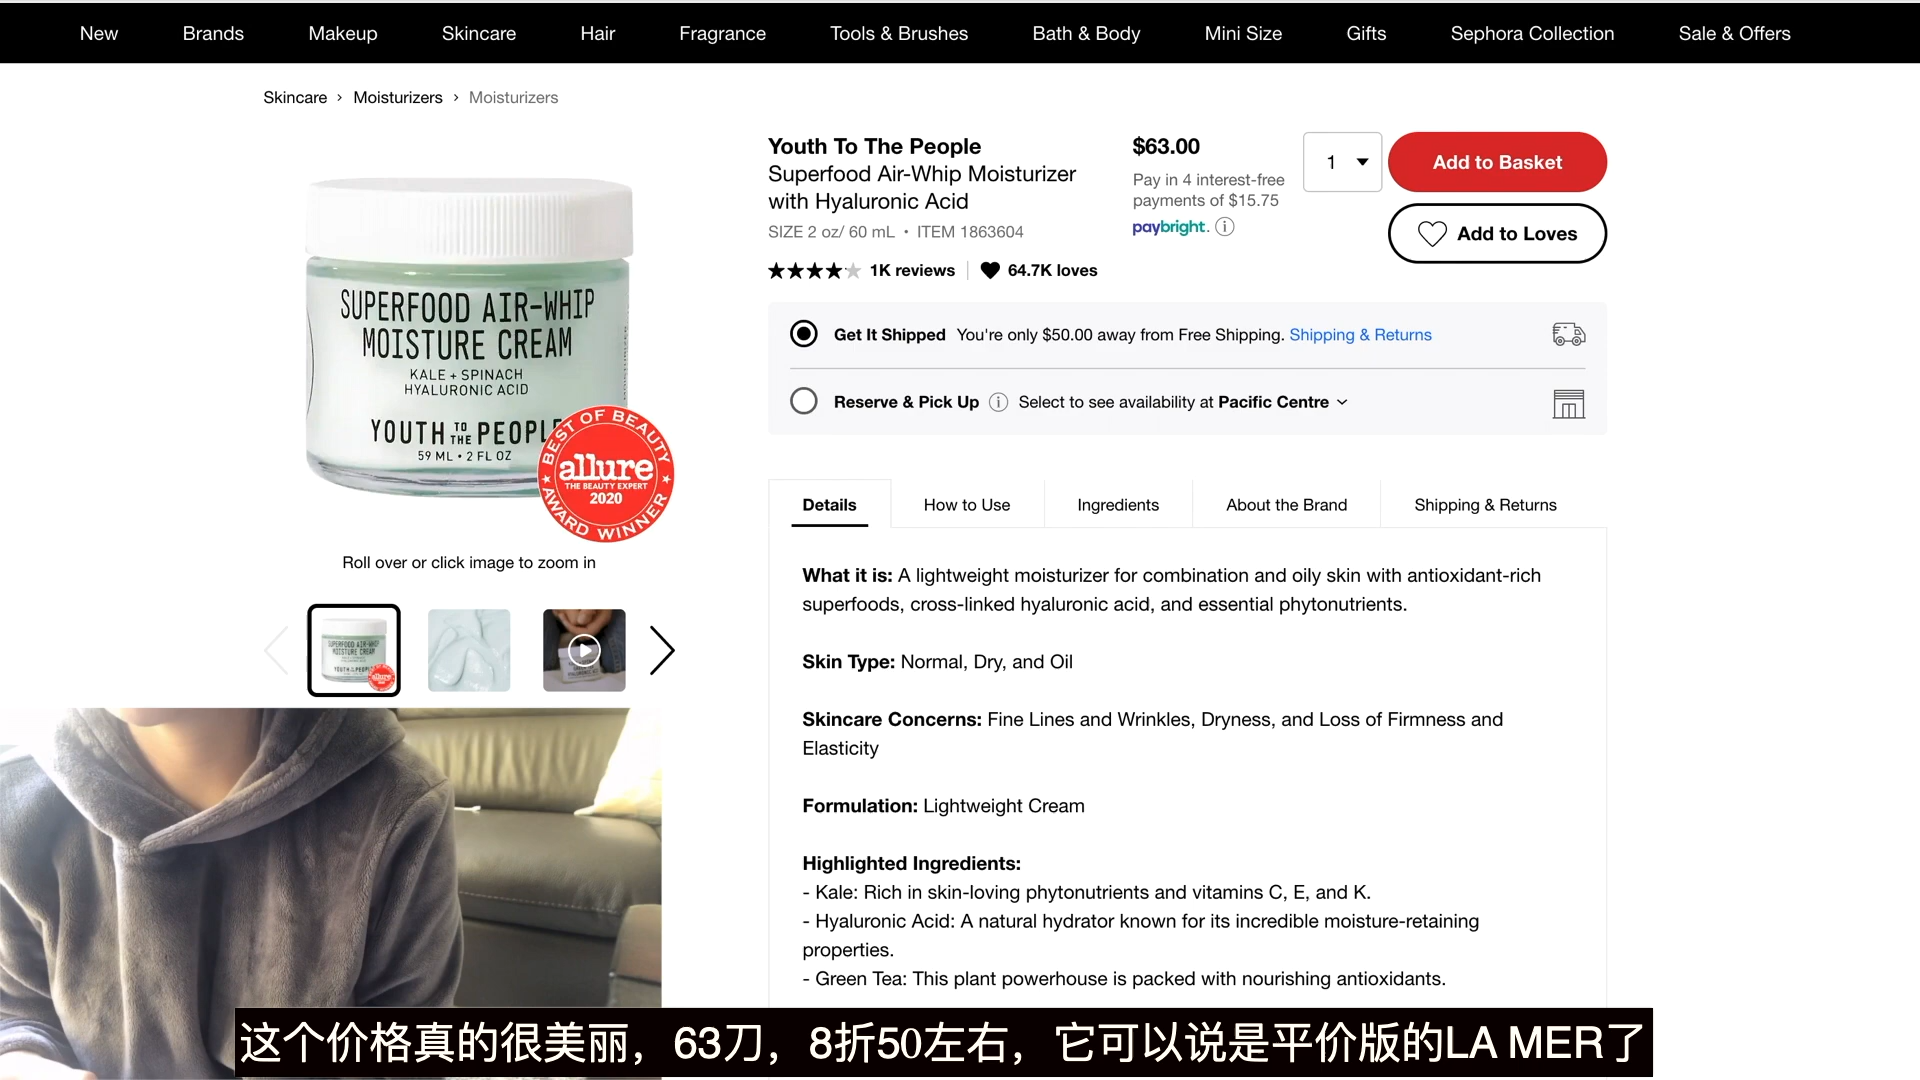 New Brands Makeup Skincare Hair Fragrance Tools & Brushes Bath & Body Mini Size Gifts Sephora Collection Sale & Offers
Skincare › Moisturizers › Moisturizers
SUPERFOOD AIR-WHIP
MOISTURE CREAM
KALE + SPINACH
HYALURONIC ACID
YOUTH TO THE PEOPLE
59 ML • 2 FL OZ
BEST OF BEAUTY
allure
THE BEAUTY EXPERT
2020
AWARD WINNER
Roll over or click image to zoom in
SUPERFOOD AIR-WHIP
MOISTURE CREAM
YOUTH TO THE PEOPLE
allure
Youth To The People
Superfood Air-Whip Moisturizer
with Hyaluronic Acid
SIZE 2 oz/ 60 mL • ITEM 1863604
1K reviews
64.7K loves
$63.00
Pay in 4 interest-free
payments of $15.75
paybright.
1
Add to Basket
Add to Loves
Get It Shipped You're only $50.00 away from Free Shipping. Shipping & Returns
Reserve & Pick Up Select to see availability at Pacific Centre
Details How to Use Ingredients About the Brand Shipping & Returns
What it is: A lightweight moisturizer for combination and oily skin with antioxidant-rich
superfoods, cross-linked hyaluronic acid, and essential phytonutrients.
Skin Type: Normal, Dry, and Oil
Skincare Concerns: Fine Lines and Wrinkles, Dryness, and Loss of Firmness and
Elasticity
Formulation: Lightweight Cream
Highlighted Ingredients:
- Kale: Rich in skin-loving phytonutrients and vitamins C, E, and K.
- Hyaluronic Acid: A natural hydrator known for its incredible moisture-retaining
properties.
- Green Tea: This plant powerhouse is packed with nourishing antioxidants.
这个价格真的很美丽，63刀，8折50左右，它可以说是平价版的LA MER了